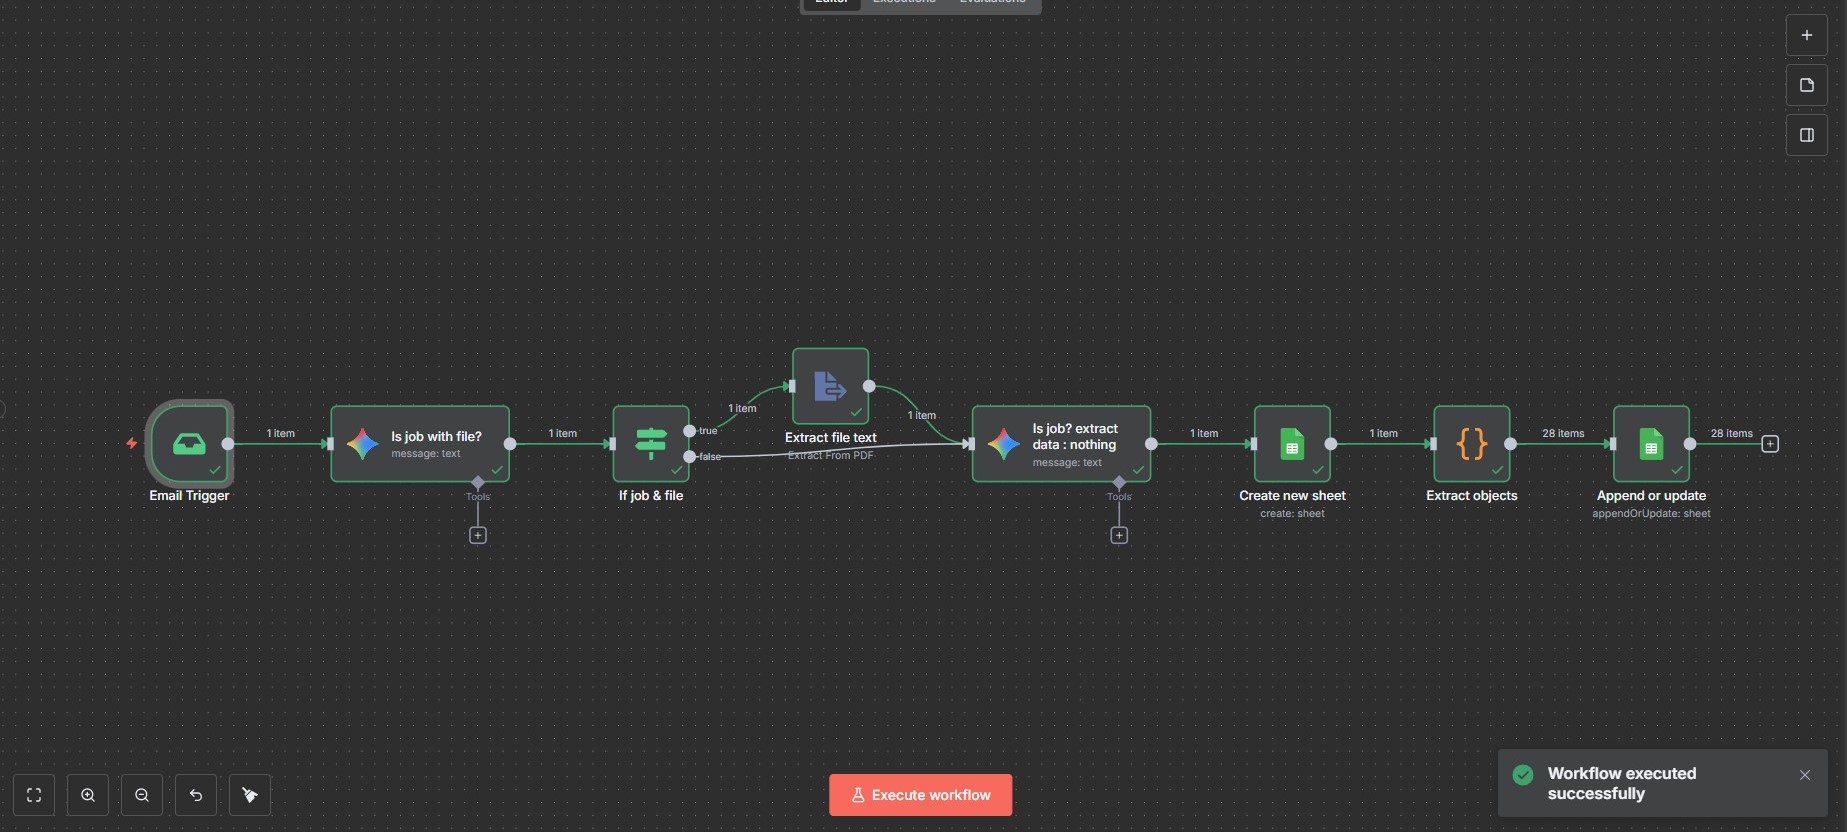 Editor Executions Evaluations
1 item
Is job with file?
message: text
1 item
1 item
true
false
Extract file text
Extract From PDF
1 item
Is job? extract
data : nothing
message: text
1 item
1 item
28 items
28 items
Email Trigger
Tools
If job & file
Tools
Create new sheet
create: sheet
Extract objects
Append or update
appendOrUpdate: sheet
Execute workflow
Workflow executed
successfully